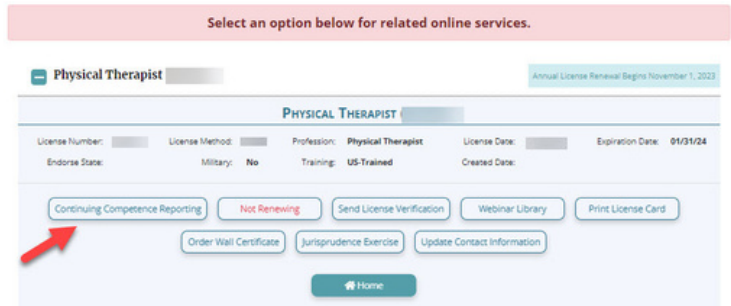 Select an option below for related online services.
Physical Therapist
Annual License Renewal Begins November 1, 2023
PHYSICAL THERAPIST
License Number: License Method: Profession: Physical Therapist License Date: Expiration Date: 01/31/24
Endorse State: Military: No Training: US-Trained Created Date:
Continuing Competence Reporting Not Renewing Send License Verification Webinar Library Print License Card
Order Wall Certificate Jurisprudence Exercise Update Contact Information
Home